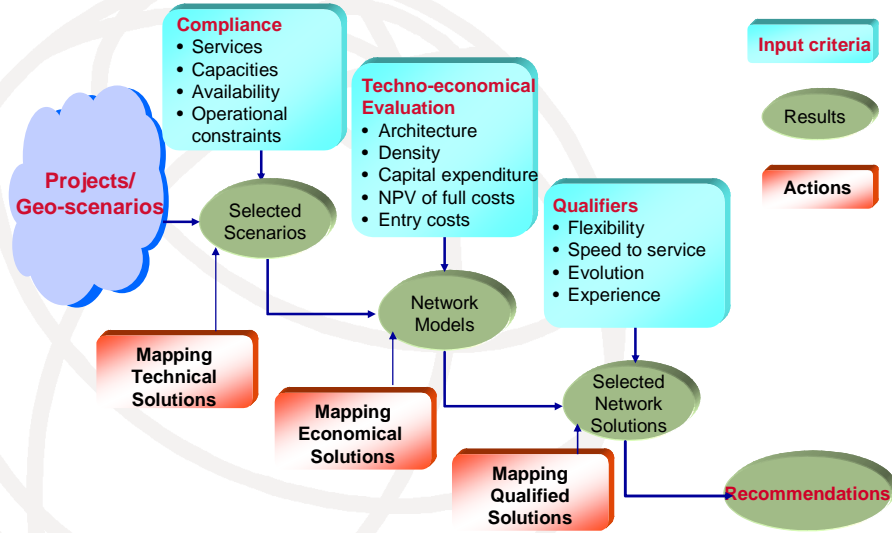 Compliance
• Services
• Capacities
• Availability
• Operational
constraints
Techno-economical
Evaluation
• Architecture
• Density
• Capital expenditure
• NPV of full costs
• Entry costs
Qualifiers
• Flexibility
• Speed to service
• Evolution
• Experience
Input criteria
Results
Actions
Projects/
Geo-scenarios
Selected
Scenarios
Network
Models
Selected
Network
Solutions
Recommendations
Mapping
Technical
Solutions
Mapping
Economical
Solutions
Mapping
Qualified
Solutions